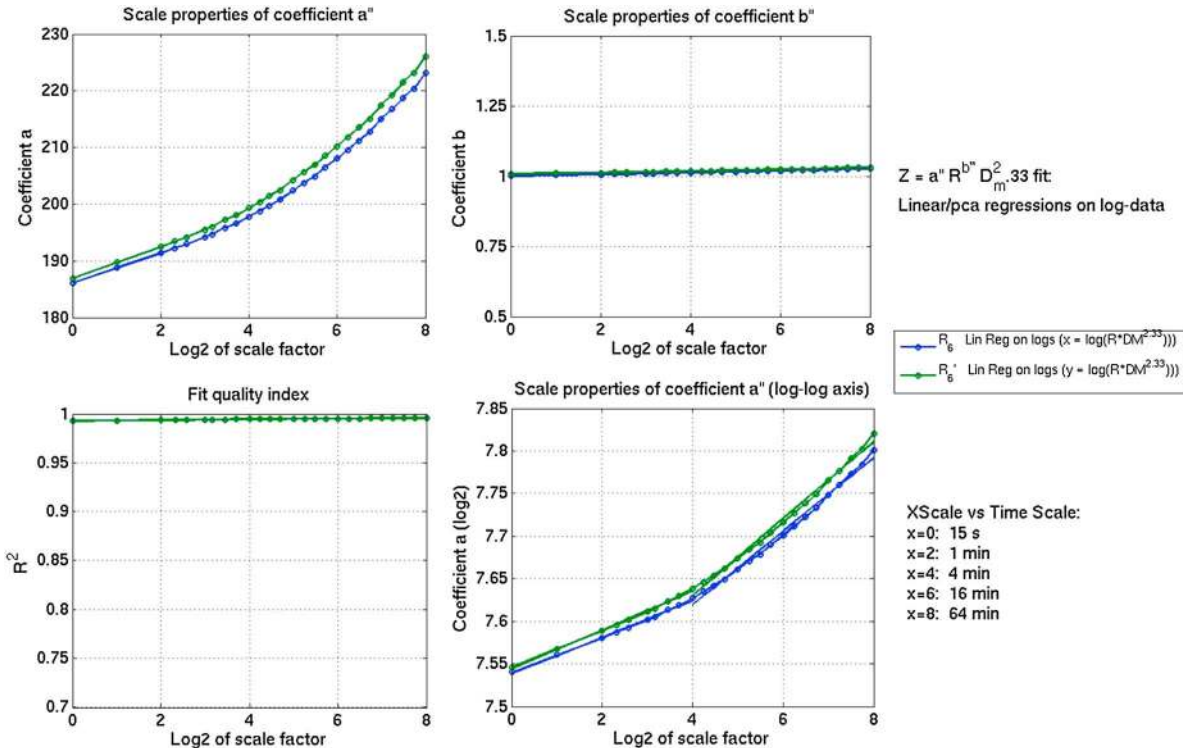 Scale properties of coefficient a"
230
220
210
200
190
180
Coefficient a
0 2 4 6 8
Log2 of scale factor
Scale properties of coefficient b"
1.5
1.25
1
0.75
0.5
Coefficient b
0 2 4 6 8
Log2 of scale factor
Z = a" R^b" D_m^2.33 fit:
Linear/pca regressions on log-data
R_6 Lin Reg on logs (x = log(R*DM^2.33)))
R_6' Lin Reg on logs (y = log(R*DM^2.33)))
Fit quality index
1
0.95
0.9
0.85
0.8
0.75
0.7
R^2
0 2 4 6 8
Log2 of scale factor
Scale properties of coefficient a" (log-log axis)
7.85
7.8
7.75
7.7
7.65
7.6
7.55
7.5
Coefficient a (log2)
0 2 4 6 8
Log2 of scale factor
XScale vs Time Scale:
x=0: 15 s
x=2: 1 min
x=4: 4 min
x=6: 16 min
x=8: 64 min